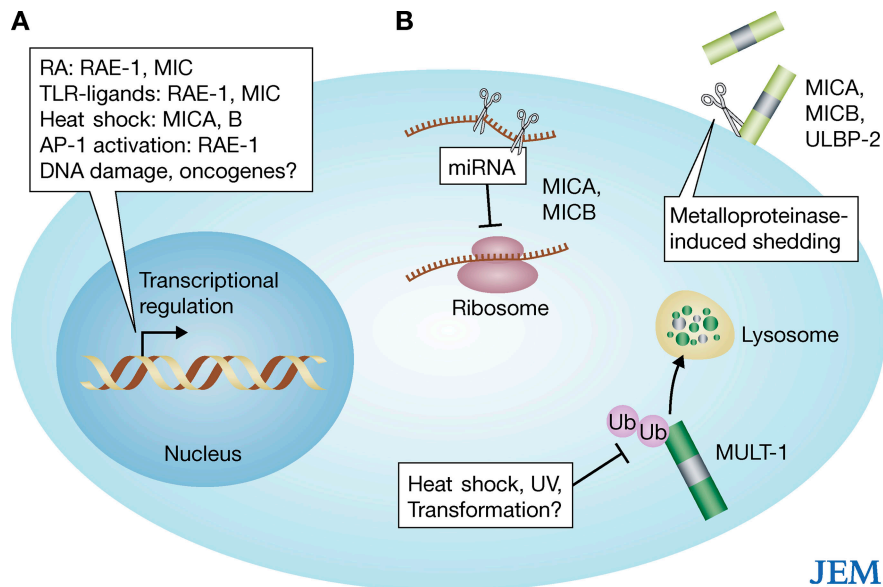 A
RA: RAE-1, MIC
TLR-ligands: RAE-1, MIC
Heat shock: MICA, B
AP-1 activation: RAE-1
DNA damage, oncogenes?
Transcriptional
regulation
Nucleus
B
miRNA
MICA,
MICB
Ribosome
MICA,
MICB,
ULBP-2
Metalloproteinase-
induced shedding
Lysosome
Ub
Ub
MULT-1
Heat shock, UV,
Transformation?
JEM